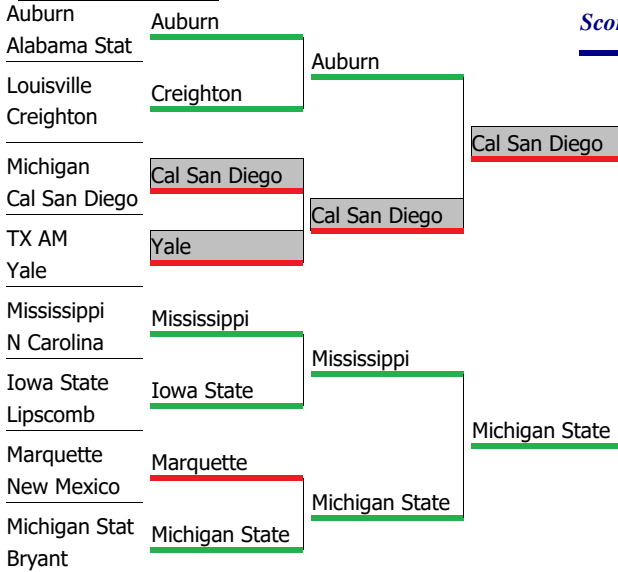 Auburn
Alabama Stat
Louisville
Creighton
Michigan
Cal San Diego
TX AM
Yale
Mississippi
N Carolina
Iowa State
Lipscomb
Marquette
New Mexico
Michigan Stat
Bryant
Auburn
Creighton
Cal San Diego
Yale
Mississippi
Iowa State
Marquette
Michigan State
Auburn
Cal San Diego
Mississippi
Michigan State
Cal San Diego
Michigan State